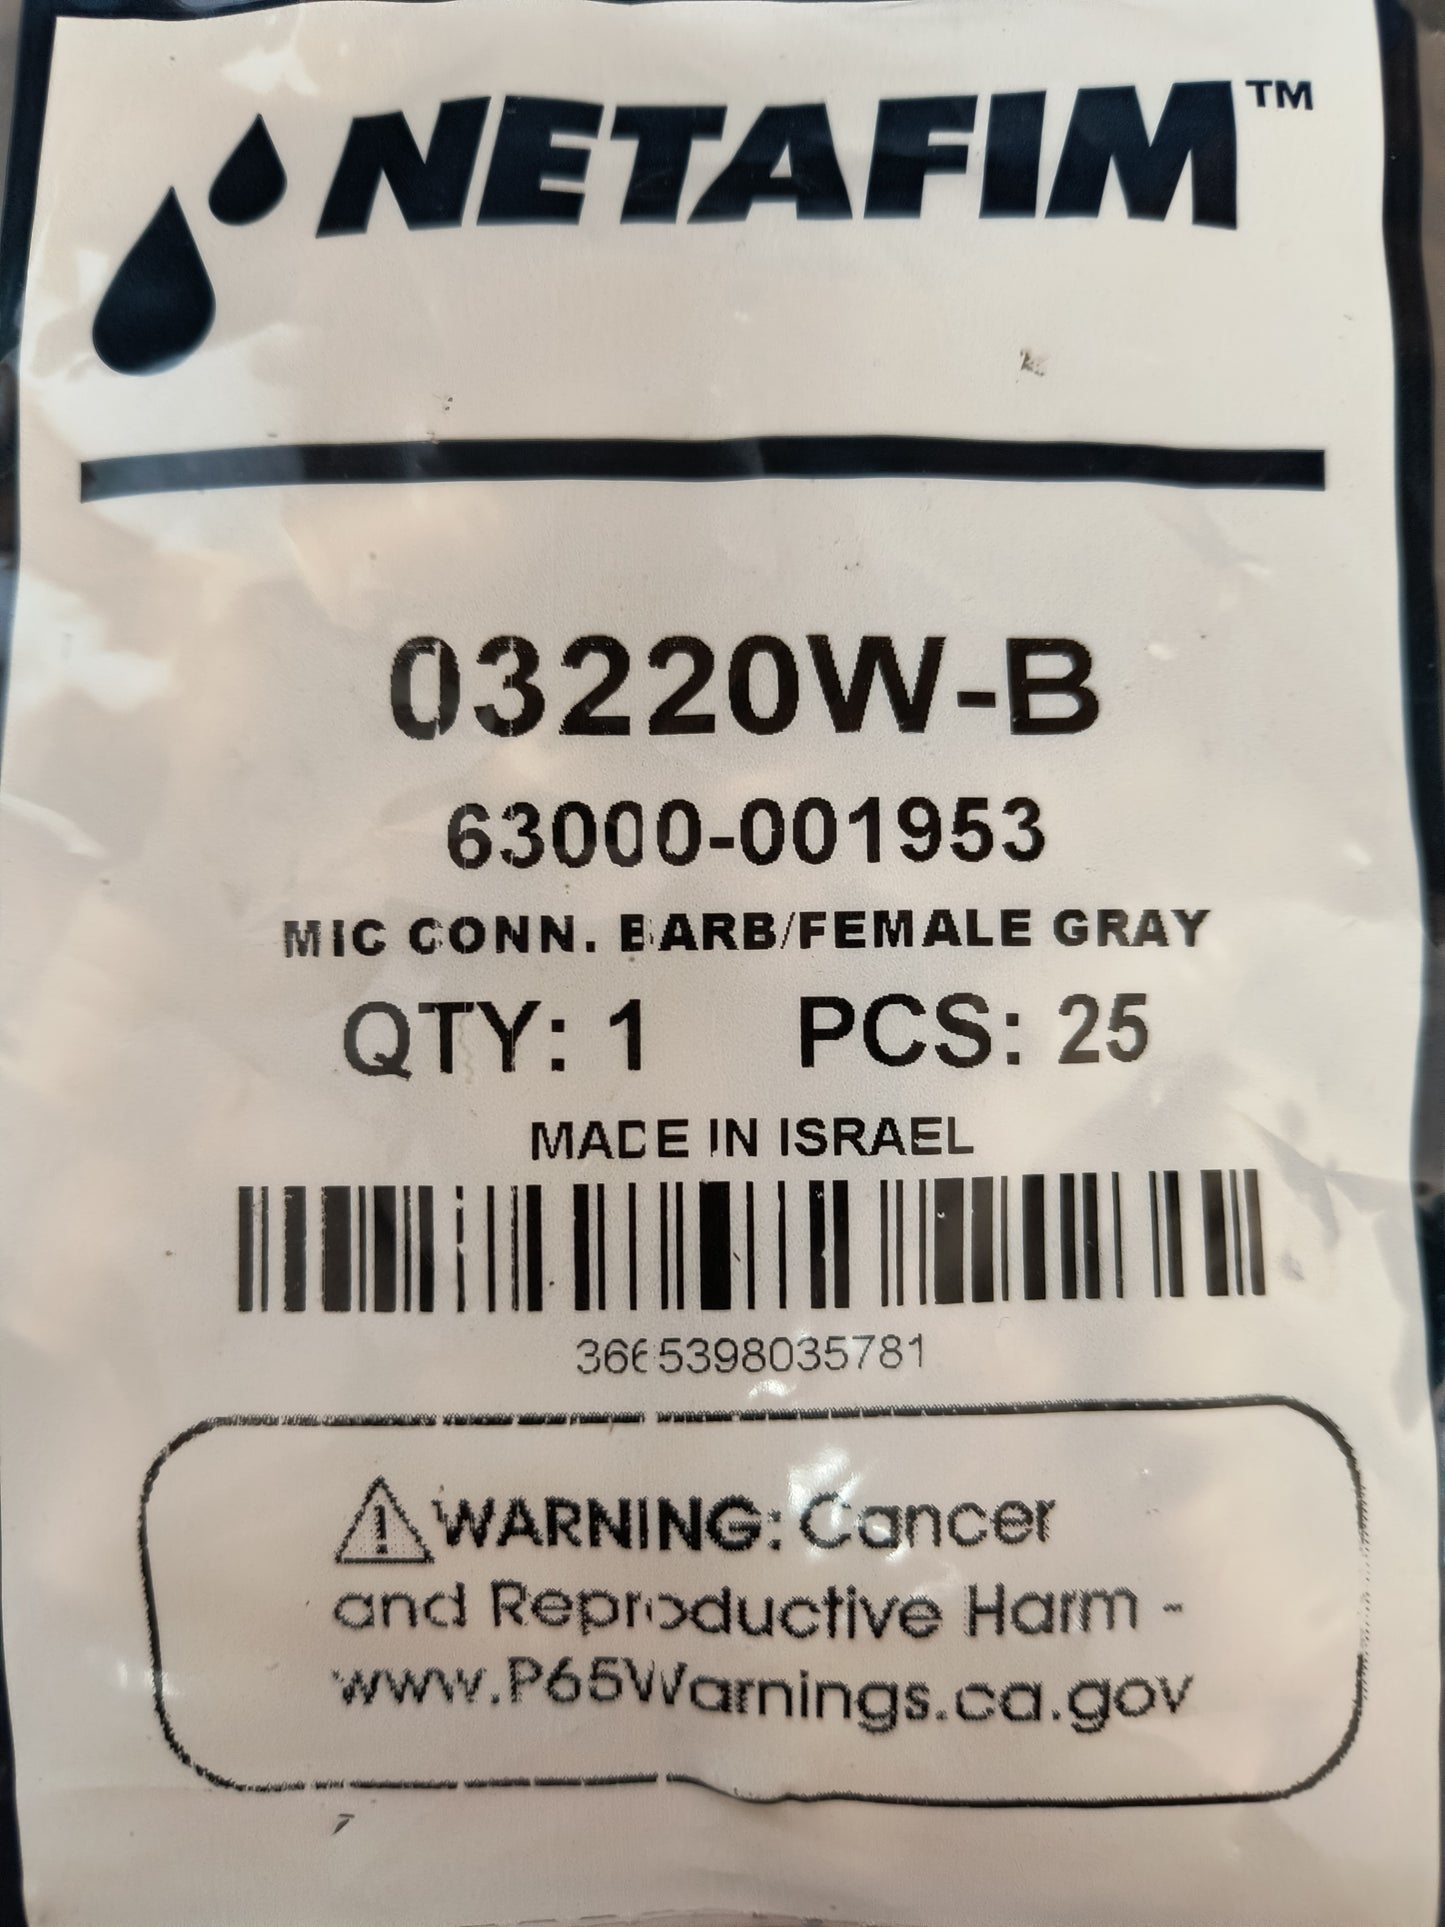 NETAFIM™
03220W-B
63000-001953
MIC CONN. BARB/FEMALE GRAY
QTY: 1 PCS: 25
MADE IN ISRAEL
3665398035781
⚠WARNING: Cancer
and Reproductive Harm -
www.P65Warnings.ca.gov